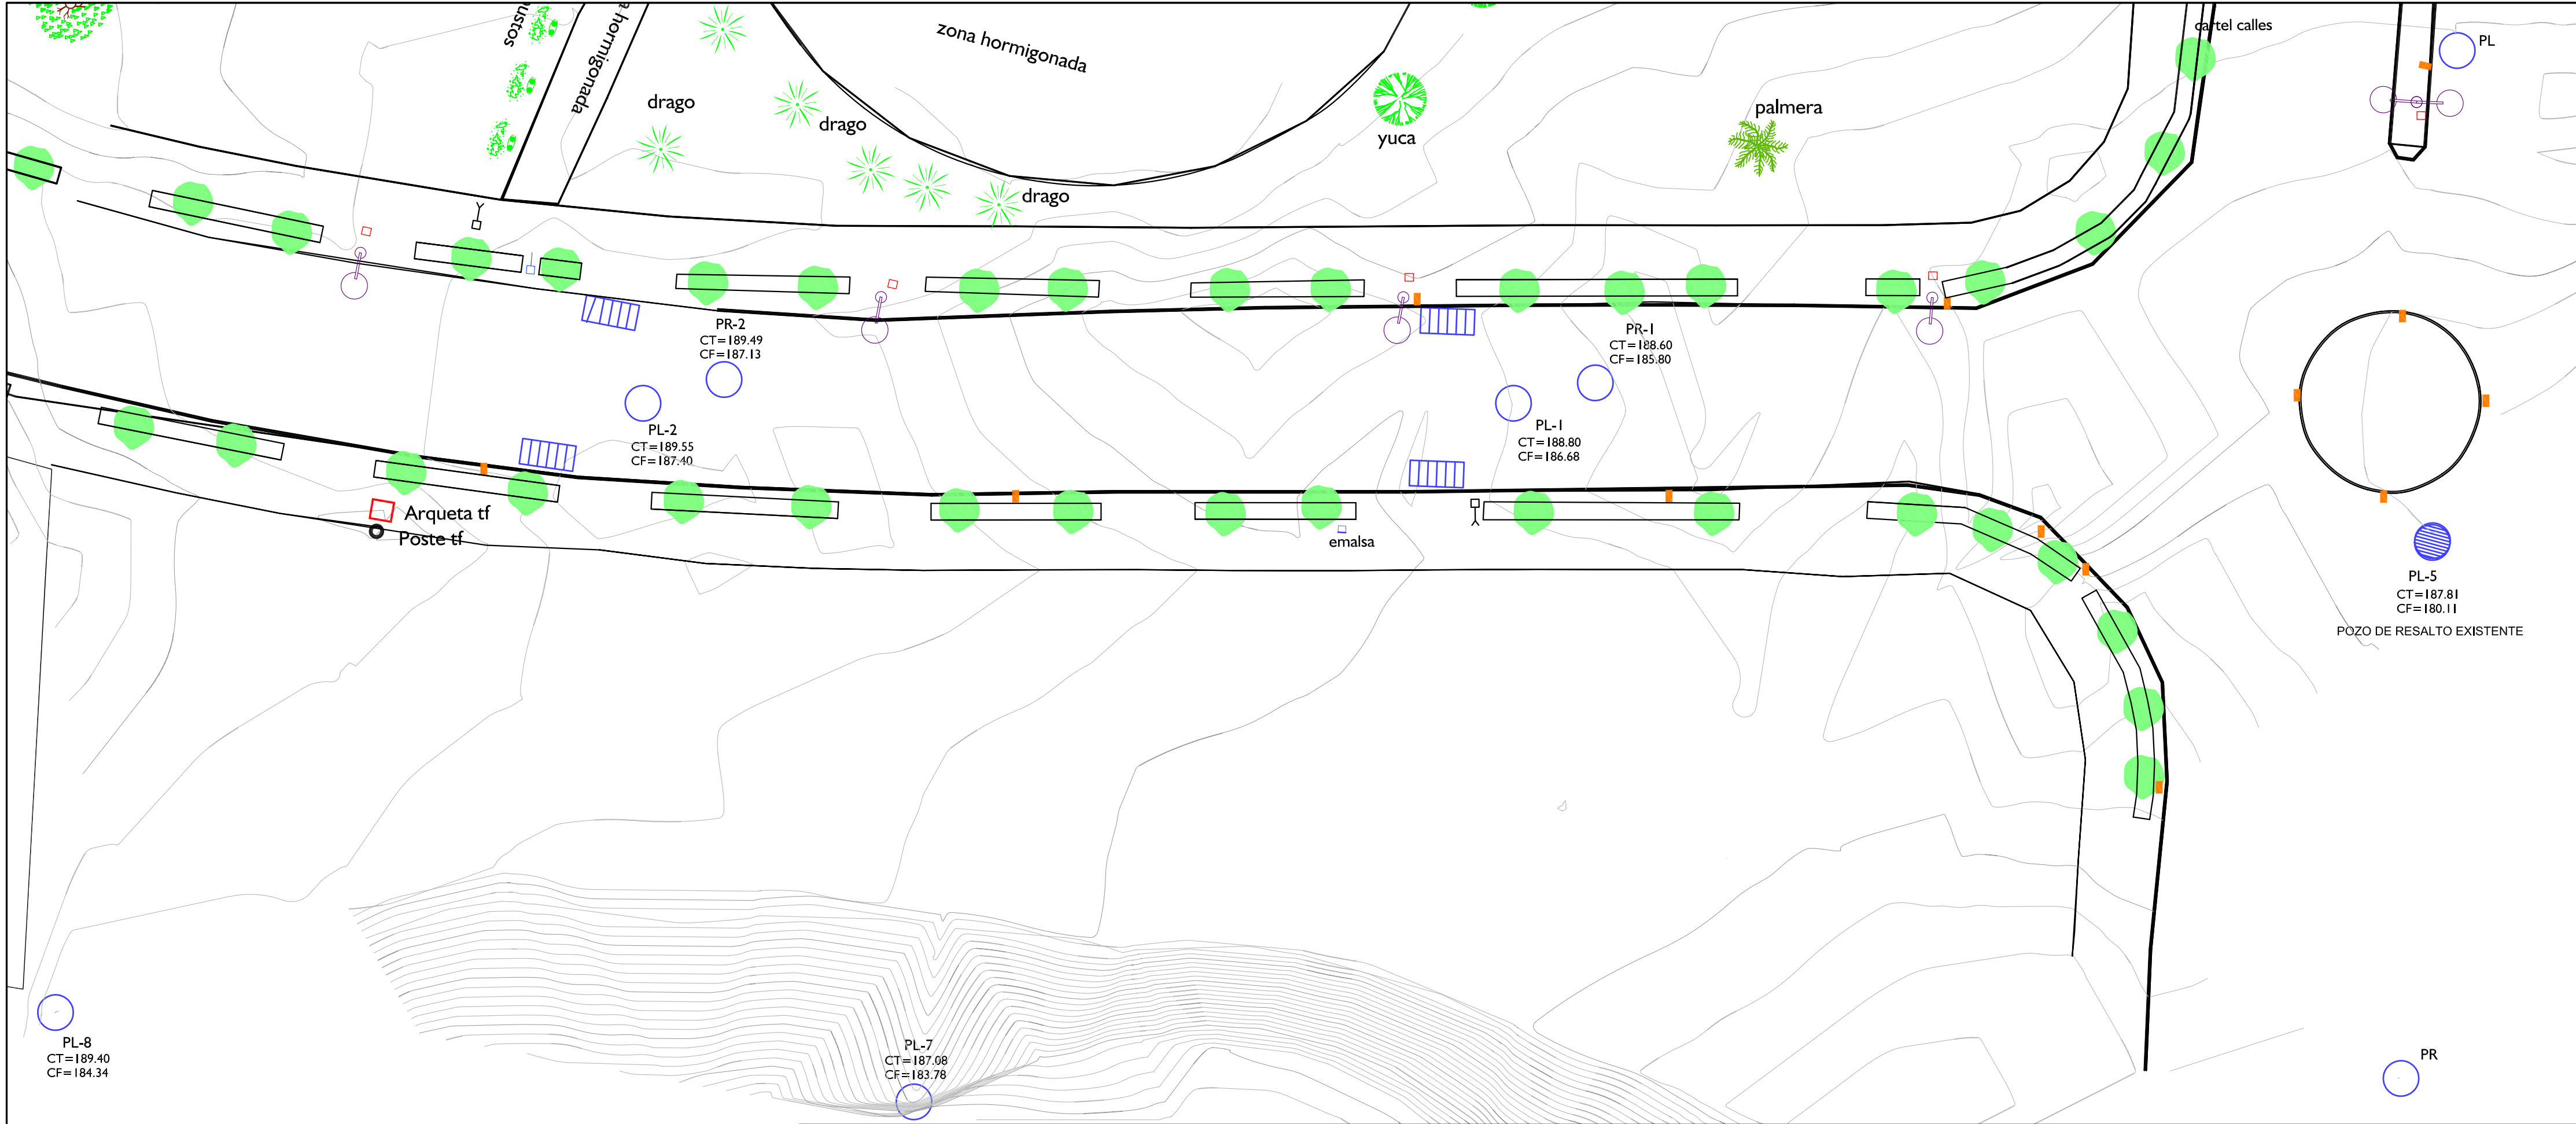 cartel calles
PL
zona hormigonada
ustos
a hormigonada
drago
drago
drago
yuca
palmera
PR-2
CT=189.49
CF=187.13
PR-1
CT=188.60
CF=185.80
PL-2
CT=189.55
CF=187.40
PL-1
CT=188.80
CF=186.68
Arqueta tf
Poste tf
emalsa
PL-5
CT=187.81
CF=180.11
POZO DE RESALTO EXISTENTE
PL-8
CT=189.40
CF=184.34
PL-7
CT=187.08
CF=183.78
PR